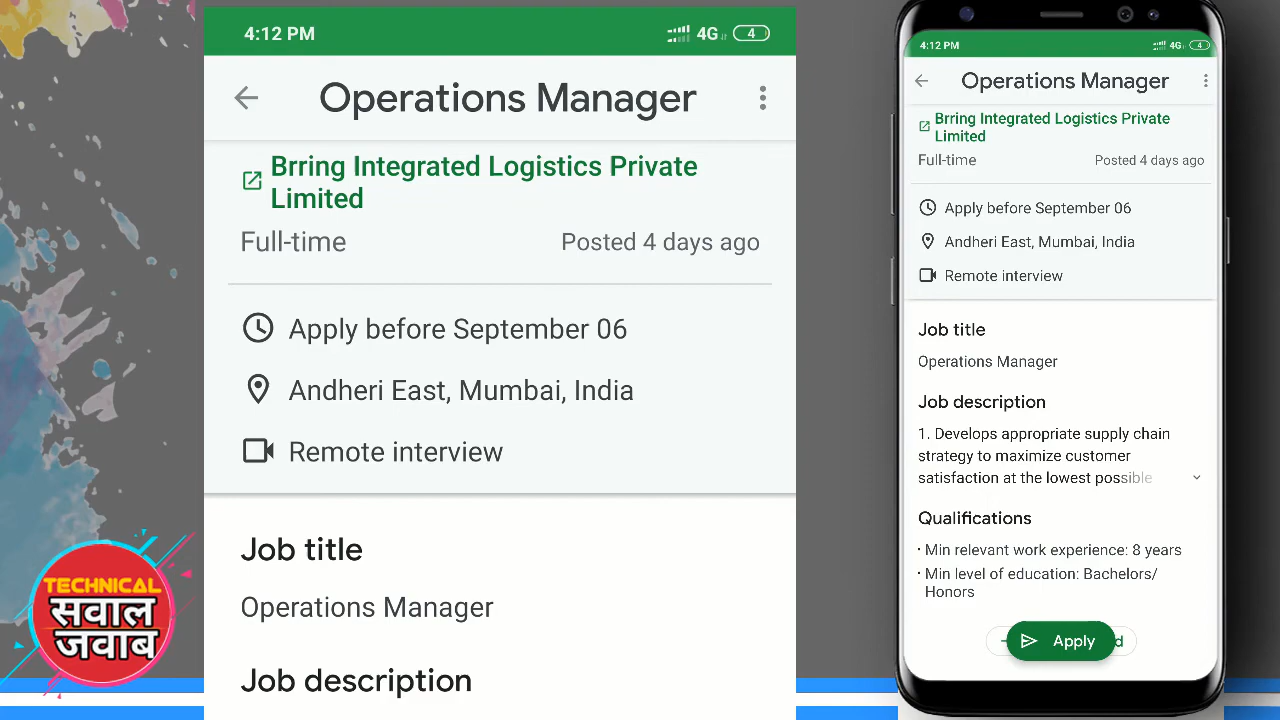 4:12 PM
4G
4
Operations Manager
Brring Integrated Logistics Private
Limited
Full-time
Posted 4 days ago
Apply before September 06
Andheri East, Mumbai, India
Remote interview
Job title
Operations Manager
Job description
TECHNICAL
सवाल
जवाब
4:12 PM
4G
4
Operations Manager
Brring Integrated Logistics Private
Limited
Full-time
Posted 4 days ago
Apply before September 06
Andheri East, Mumbai, India
Remote interview
Job title
Operations Manager
Job description
1. Develops appropriate supply chain
strategy to maximize customer
satisfaction at the lowest possible
Qualifications
· Min relevant work experience: 8 years
· Min level of education: Bachelors/
Honors
Apply